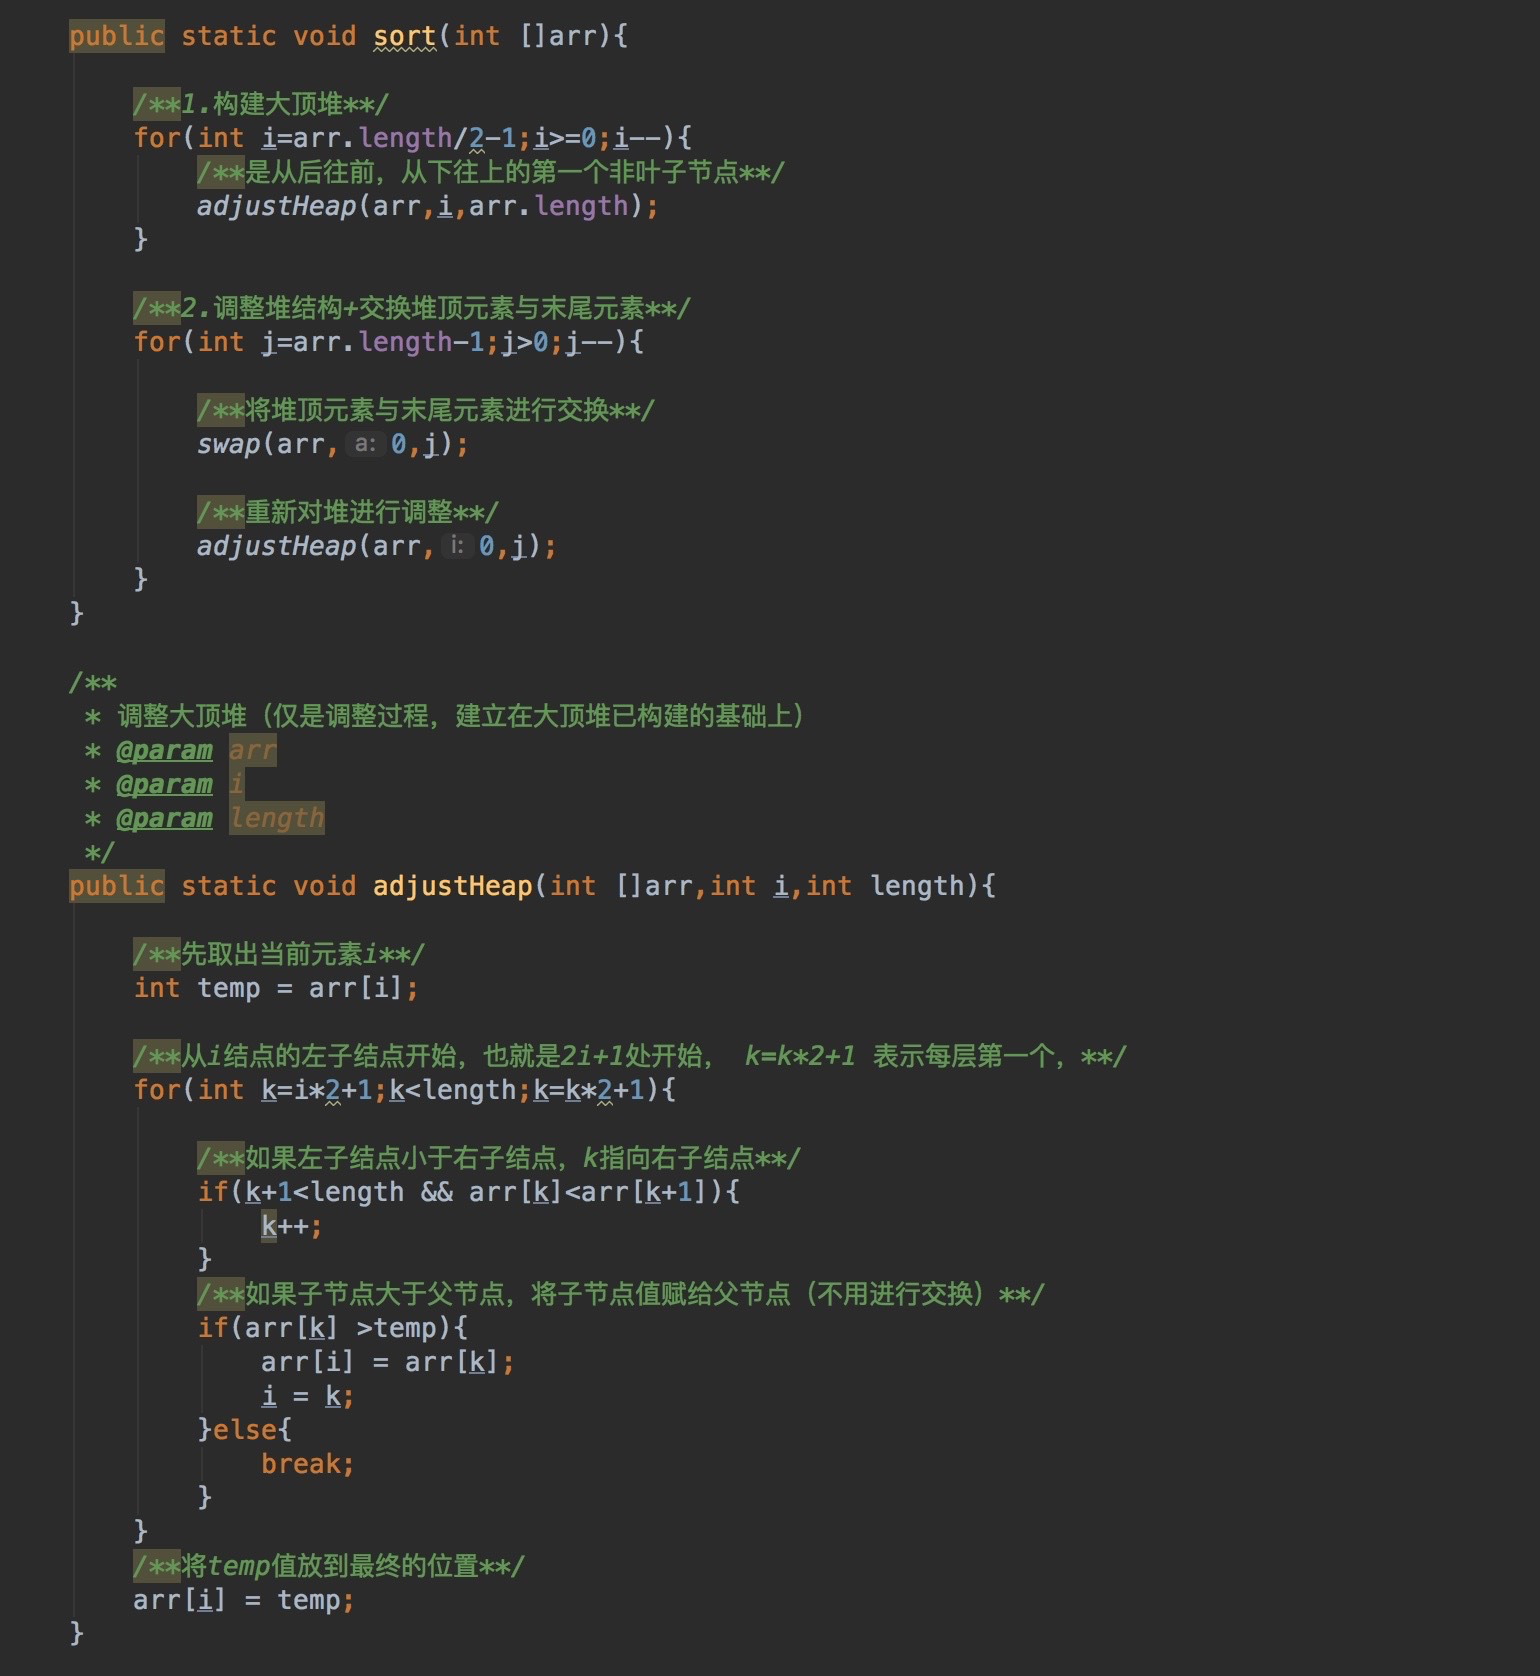 public static void sort(int []arr){
/**1.构建大顶堆**/
for(int i=arr.length/2-1;i>=0;i--){
/**是从后往前，从下往上的第一个非叶子节点**/
adjustHeap(arr,i,arr.length);
}
/**2.调整堆结构+交换堆顶元素与末尾元素**/
for(int j=arr.length-1;j>0;j--){
/**将堆顶元素与末尾元素进行交换**/
swap(arr, a: 0,j);
/**重新对堆进行调整**/
adjustHeap(arr, i: 0,j);
}
}
/**
* 调整大顶堆（仅是调整过程，建立在大顶堆已构建的基础上）
* @param arr
* @param i
* @param length
*/
public static void adjustHeap(int []arr,int i,int length){
/**先取出当前元素i**/
int temp = arr[i];
/**从i结点的左子结点开始，也就是2i+1处开始， k=k*2+1 表示每层第一个，**/
for(int k=i*2+1;k<length;k=k*2+1){
/**如果左子结点小于右子结点，k指向右子结点**/
if(k+1<length && arr[k]<arr[k+1]){
k++;
}
/**如果子节点大于父节点，将子节点值赋给父节点（不用进行交换）**/
if(arr[k] >temp){
arr[i] = arr[k];
i = k;
}else{
break;
}
}
/**将temp值放到最终的位置**/
arr[i] = temp;
}